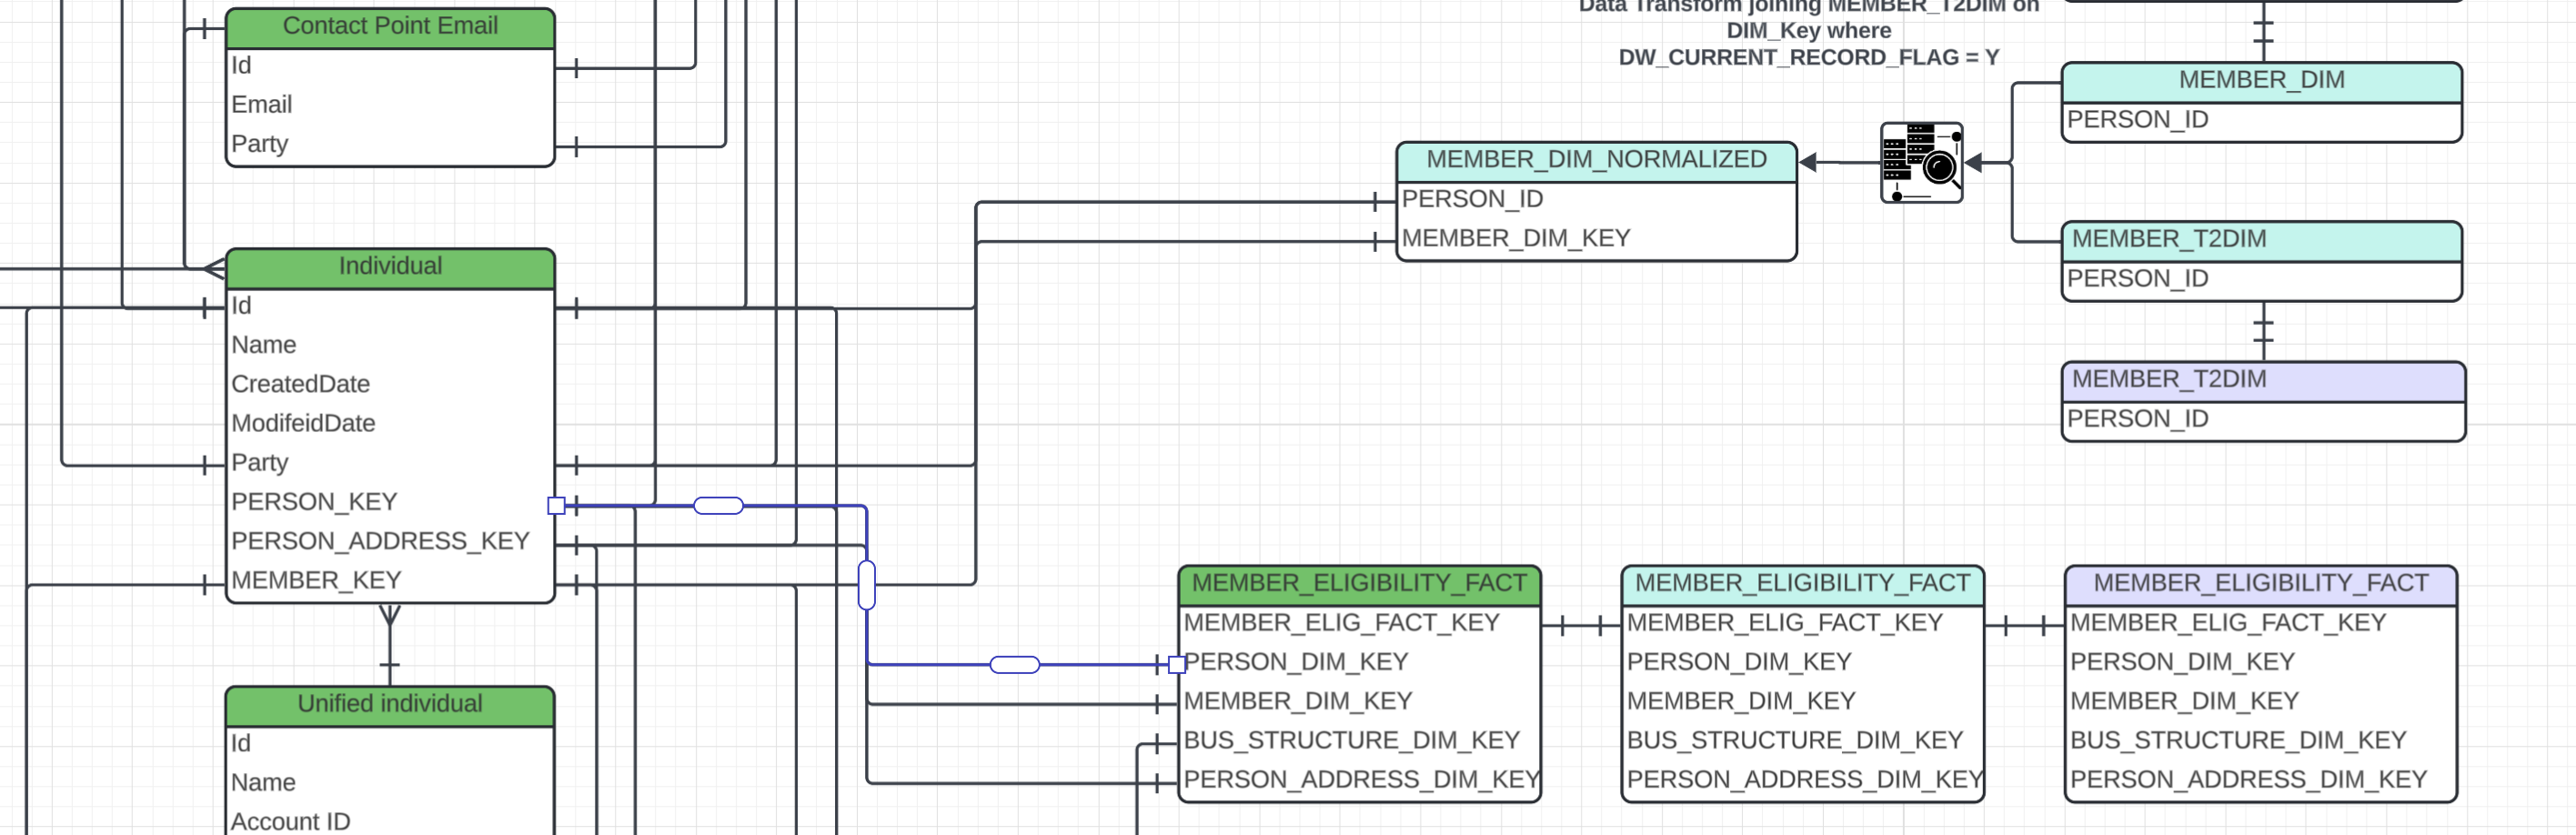 Data Transform joining MEMBER_T2DIM on
DIM_Key where
DW_CURRENT_RECORD_FLAG = Y
Contact Point Email
Id
Email
Party
MEMBER_DIM
PERSON_ID
MEMBER_DIM_NORMALIZED
PERSON_ID
MEMBER_DIM_KEY
MEMBER_T2DIM
PERSON_ID
MEMBER_T2DIM
PERSON_ID
Individual
Id
Name
CreatedDate
ModifeidDate
Party
PERSON_KEY
PERSON_ADDRESS_KEY
MEMBER_KEY
MEMBER_ELIGIBILITY_FACT
MEMBER_ELIG_FACT_KEY
PERSON_DIM_KEY
MEMBER_DIM_KEY
BUS_STRUCTURE_DIM_KEY
PERSON_ADDRESS_DIM_KEY
MEMBER_ELIGIBILITY_FACT
MEMBER_ELIG_FACT_KEY
PERSON_DIM_KEY
MEMBER_DIM_KEY
BUS_STRUCTURE_DIM_KEY
PERSON_ADDRESS_DIM_KEY
MEMBER_ELIGIBILITY_FACT
MEMBER_ELIG_FACT_KEY
PERSON_DIM_KEY
MEMBER_DIM_KEY
BUS_STRUCTURE_DIM_KEY
PERSON_ADDRESS_DIM_KEY
Unified individual
Id
Name
Account ID